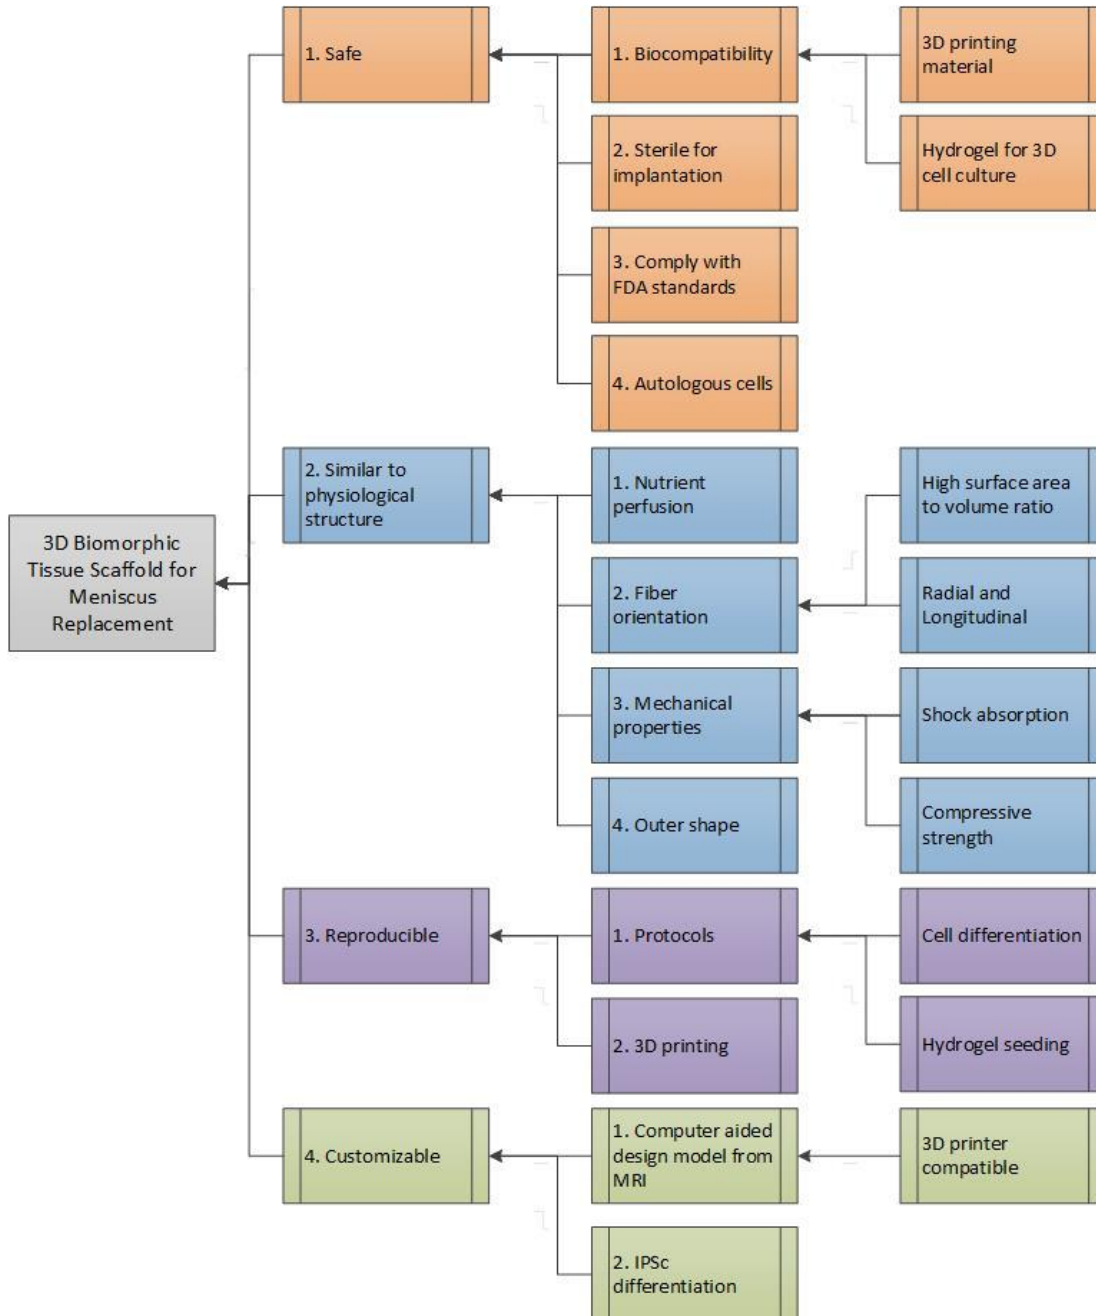 1. Safe
1. Biocompatibility
3D printing
material
2. Sterile for
implantation
Hydrogel for 3D
cell culture
3. Comply with
FDA standards
4. Autologous cells
2. Similar to
physiological
structure
1. Nutrient
perfusion
High surface area
to volume ratio
3D Biomorphic
Tissue Scaffold for
Meniscus
Replacement
2. Fiber
orientation
Radial and
Longitudinal
3. Mechanical
properties
Shock absorption
4. Outer shape
Compressive
strength
3. Reproducible
1. Protocols
Cell differentiation
2. 3D printing
Hydrogel seeding
4. Customizable
1. Computer aided
design model from
MRI
3D printer
compatible
2. IPSc
differentiation